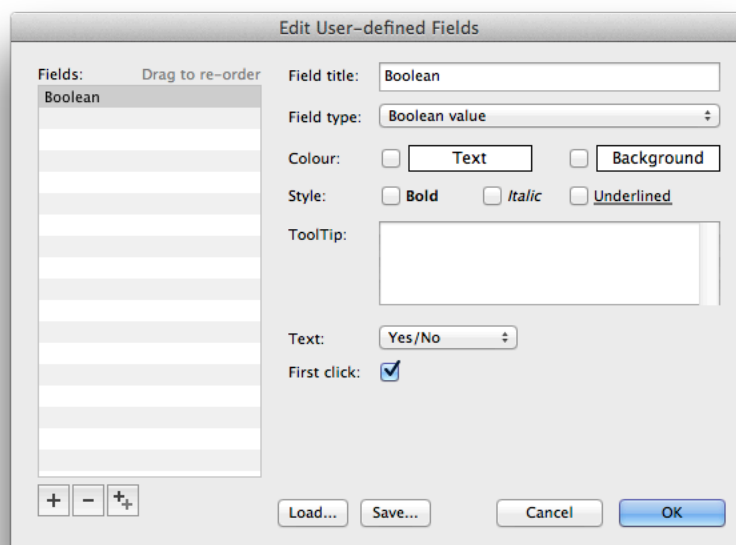 Edit User-defined Fields
Fields: Drag to re-order
Boolean
Field title: Boolean
Field type: Boolean value
Colour: Text Background
Style: Bold Italic Underlined
ToolTip:
Text: Yes/No
First click:
Load... Save... Cancel OK